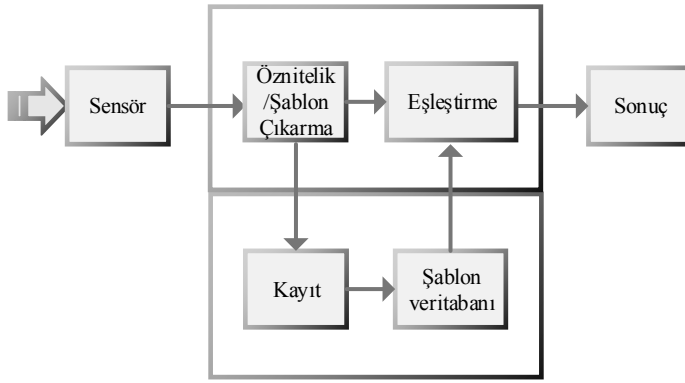 Sensör
Öznitelik
/Şablon
Çıkarma
Eşleştirme
Sonuç
Kayıt
Şablon
veritabanı